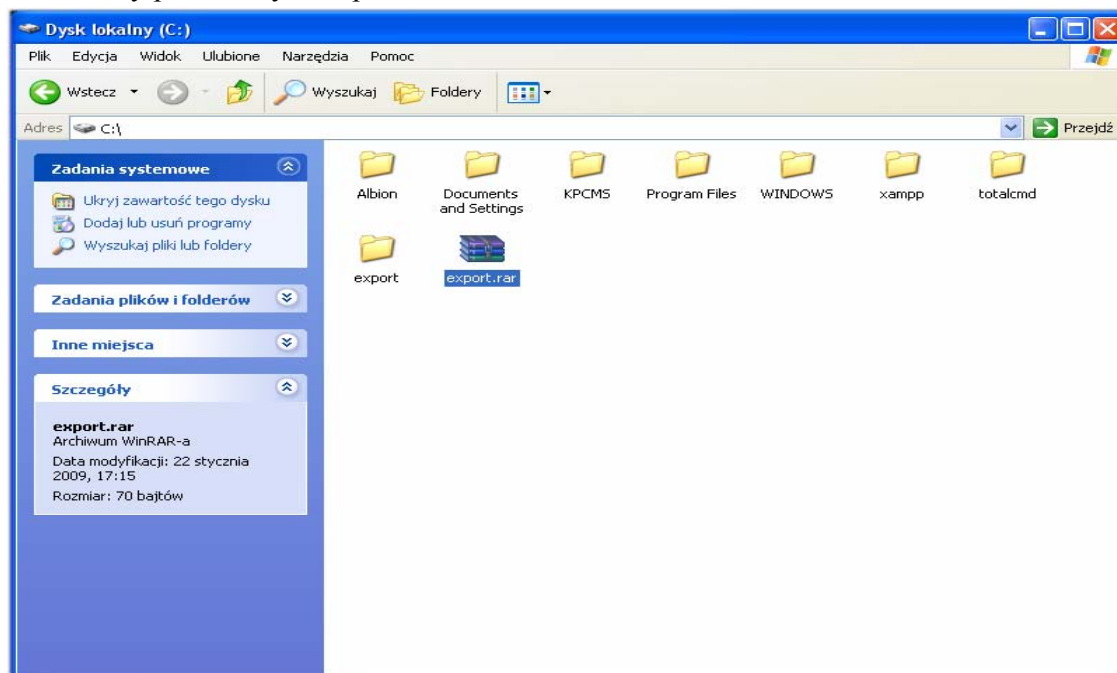 Dysk lokalny (C:)
Plik Edycja Widok Ulubione Narzędzia Pomoc
Wstecz Wyszukaj Foldery
Adres C:\ Przejdź
Zadania systemowe
Ukryj zawartość tego dysku
Dodaj lub usuń programy
Wyszukaj pliki lub foldery
Zadania plików i folderów
Inne miejsca
Szczegóły
export.rar
Archiwum WinRAR-a
Data modyfikacji: 22 stycznia
2009, 17:15
Rozmiar: 70 bajtów
Albion
Documents
and Settings
KPCMS
Program Files
WINDOWS
xampp
totalcmd
export
export.rar